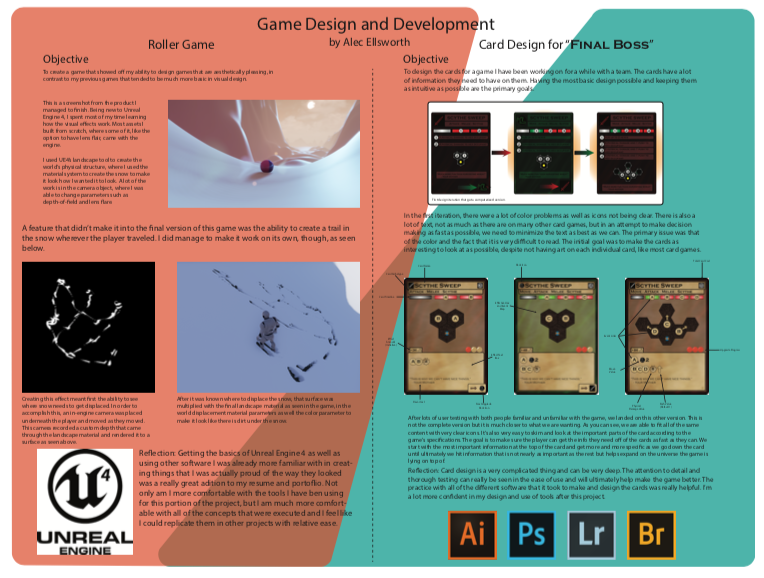 Game Design and Development
by Alec Ellsworth
Roller Game
Objective
To create a game that showed off my ability to design games that are aesthetically pleasing, in
contrast to my previous games that tended to be much more basic in visual design.
This is a screenshot from the product I
managed to finish. Being new to Unreal
Engine 4, I spent most of my time learning
how the visual effects work. Most assets I
built from scratch, where some of it, like the
option to have lens flair, came with the
engine.
I used UER6 landscape tool to create the
world's physical structure, where I used the
material system to create the snow to make
it look how I wanted it to look. A lot of the
work is in the camera object, where I was
able to change parameters such as
depth-of-field and lens flare.
A feature that didn't make it into the final version of this game was the ability to create a trail in
the snow wherever the player traveled. I did manage to make it work on its own, though, as seen
below.
Creating this effect meant first the ability to see
where snow needs to get displaced. In order to
accomplish this, an in-engine camera was placed
underneath the player and moved as they moved.
This camera recorded a custom depth that came
through the landscape material and rendered it to a
surface as seen above.
After it was known where to displace the snow, that surface was
multiplied with the final landscape material as seen in the game, in the
world displacement material parameters as well the color parameter to
make it look like there is dirt under the snow.
4
UNREAL
ENGINE
Reflection: Getting the basics of Unreal Engine 4 as well as
using other software I was already more familiar with in creat-
ing things that I was actually proud of the way they looked
was a really great adition to my resume and portoflio. Not
only am I more comfortable with the tools I have ben using
for this portion of the project, but I am much more comfort-
able with all of the concepts that were executed and I feel like
I could replicate them in other projects with relative ease.
Card Design for "FINAL BOSS"
Objective
To design the cards for a game I have been working on for a while with a team. The cards have a lot
of information they need to have on them. Having the most basic design possible and keeping them
as intuitive as possible are the primary goals.
In the first iteration, there were a lot of color problems as well as icons not being clear. There is also a
lot of text, not as much as there are on many other card games, but in an attempt to make decision
making as fast as possible, we need to minimize the text as best as we can. The primary issue was that
of the color and the fact that it is very difficult to read. The initial goal was to make the cards as
interesting to look at as possible, despite not having art on each individual card, like most card games.
SCYTHE SWEEP
SCYTHE SWEEP
SCYTHE SWEEP
After lots of user testing with both people familiar and unfamiliar with the game, we landed on this other version. This is
not the complete version but it is much closer to what we are wanting. As you can see, we are able to fit all of the same
content with very clear icons. It's also very easy to skim and look at the important parts of the card according to the
game's specifications. The goal is to make sure the player can get the info they need off of the cards as fast as they can. We
start with the most important information at the top of the card and get more and more specific as we go down the card
until ultimately we hit information that is not nearly as important as the rest but helps expand on the universe the game is
lying on top of.
Reflection: Card design is a very complicated thing and can be very deep. The attention to detail and
thorough testing can really be seen in the ease of use and will ultimately help make the game better. The
practice with all of the different software that it took to make and design the cards was really helpful. I'm
a lot more confident in my design and use of tools after this project.
Ai Ps Lr Br